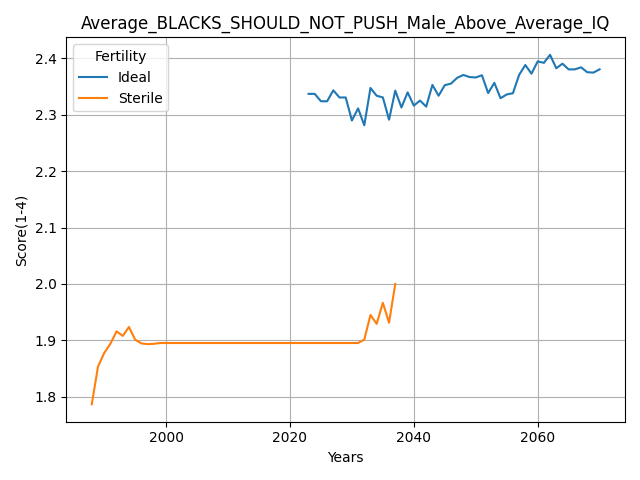 Average_BLACKS_SHOULD_NOT_PUSH_Male_Above_Average_IQ
Fertility
Ideal
Sterile
Score(1-4)
2.4
2.3
2.2
2.1
2.0
1.9
1.8
2000 2020 2040 2060
Years